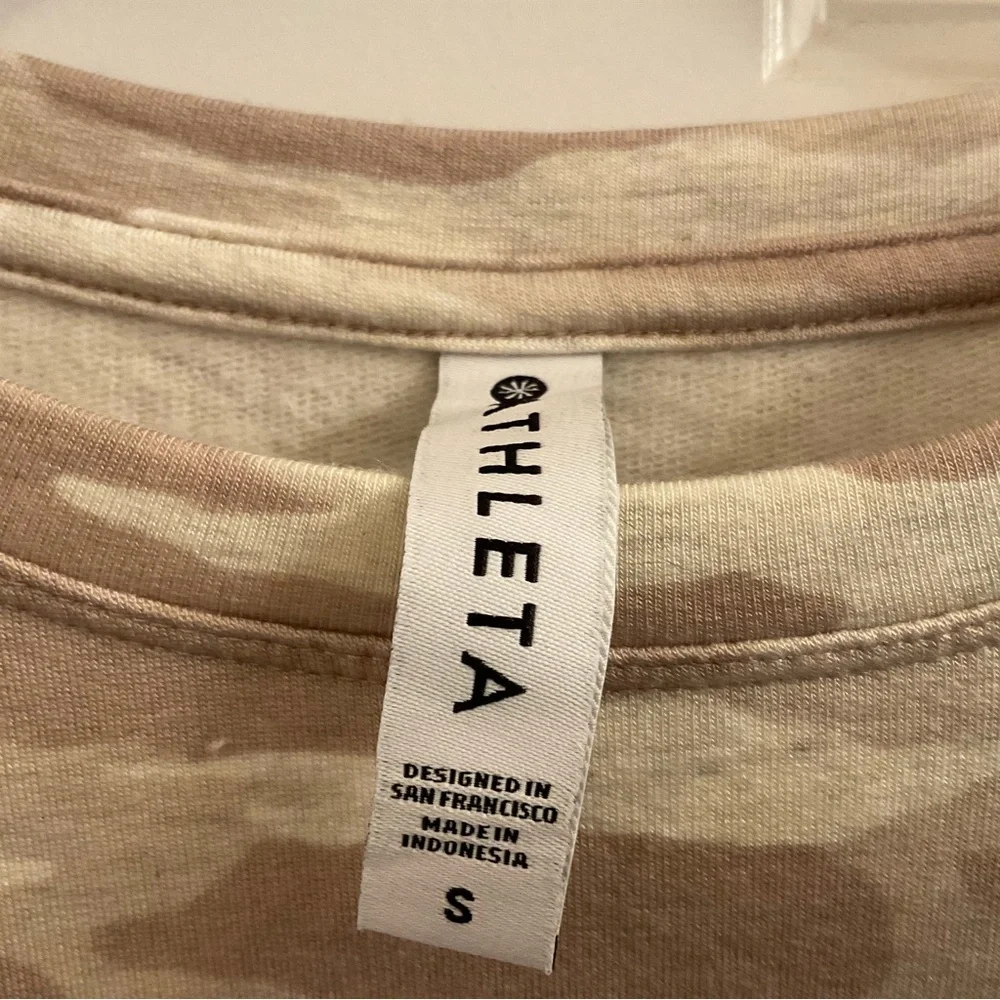 ATHLETA
DESIGNED IN
SAN FRANCISCO
MADE IN
INDONESIA
S